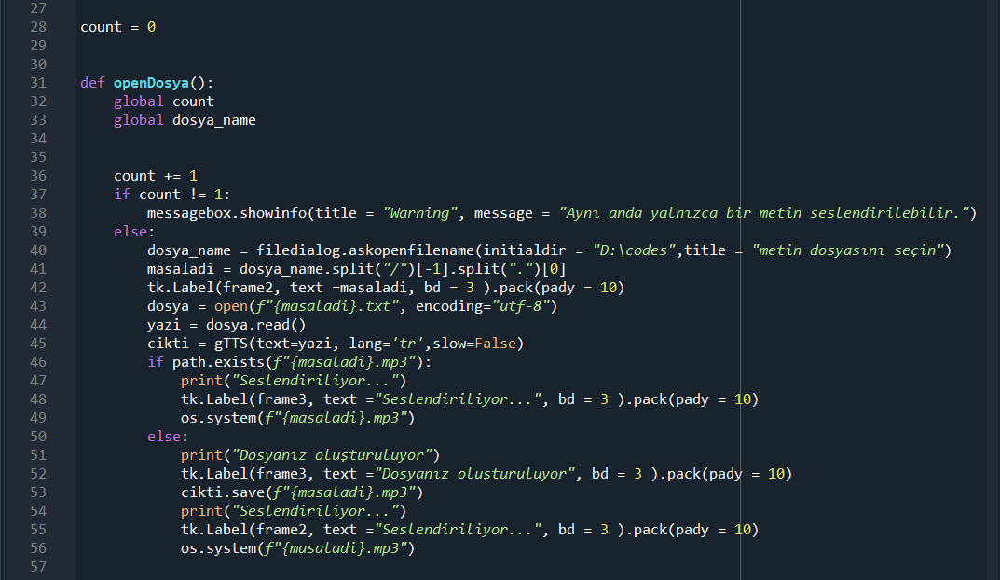 27
28 count = 0
29
30
31 def openDosya():
32     global count
33     global dosya_name
34
35
36     count += 1
37     if count != 1:
38         messagebox.showinfo(title = "Warning", message = "Aynı anda yalnızca bir metin seslendirilebilir.")
39     else:
40         dosya_name = filedialog.askopenfilename(initialdir = "D:\codes",title = "metin dosyasını seçin")
41         masaladi = dosya_name.split("/")[-1].split(".")[0]
42         tk.Label(frame2, text =masaladi, bd = 3 ).pack(pady = 10)
43         dosya = open(f"{masaladi}.txt", encoding="utf-8")
44         yazi = dosya.read()
45         cikti = gTTS(text=yazi, lang='tr',slow=False)
46         if path.exists(f"{masaladi}.mp3"):
47             print("Seslendiriliyor...")
48             tk.Label(frame3, text ="Seslendiriliyor...", bd = 3 ).pack(pady = 10)
49             os.system(f"{masaladi}.mp3")
50         else:
51             print("Dosyanız oluşturuluyor")
52             tk.Label(frame3, text ="Dosyanız oluşturuluyor", bd = 3 ).pack(pady = 10)
53             cikti.save(f"{masaladi}.mp3")
54             print("Seslendiriliyor...")
55             tk.Label(frame2, text ="Seslendiriliyor...", bd = 3 ).pack(pady = 10)
56             os.system(f"{masaladi}.mp3")
57